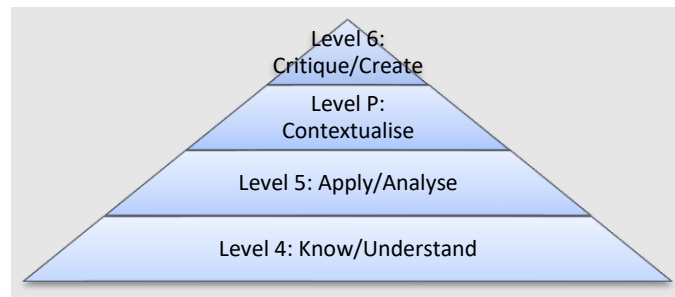 Level 6:
Critique/Create
Level P:
Contextualise
Level 5: Apply/Analyse
Level 4: Know/Understand